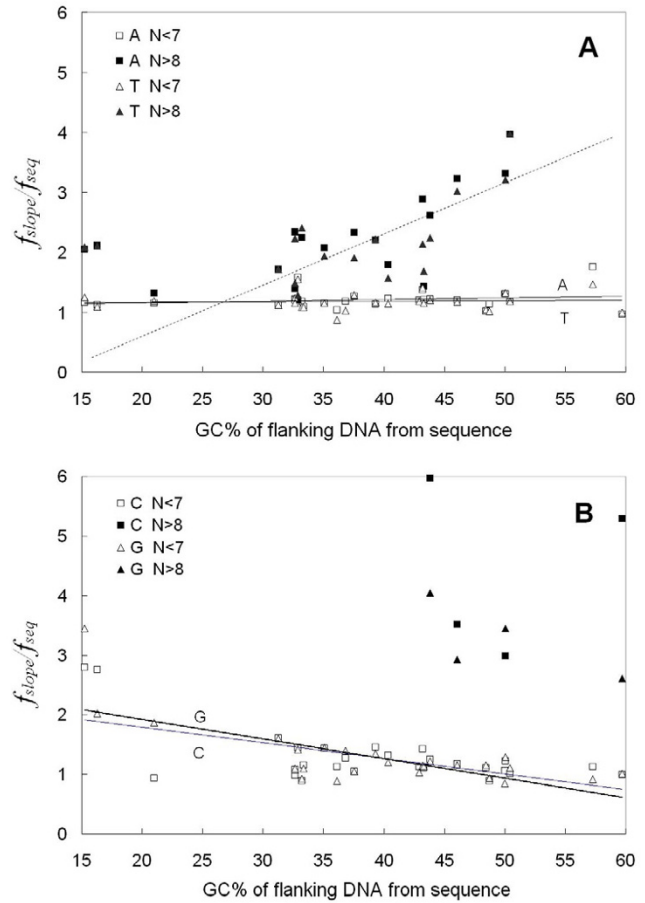 6
5
4
3
2
1
0
A N<7
A N>8
T N<7
T N>8
A
A
T
fslope/fseq
15 20 25 30 35 40 45 50 55 60
GC% of flanking DNA from sequence
6
5
4
3
2
1
0
C N<7
C N>8
G N<7
G N>8
B
G
C
fslope/fseq
15 20 25 30 35 40 45 50 55 60
GC% of flanking DNA from sequence